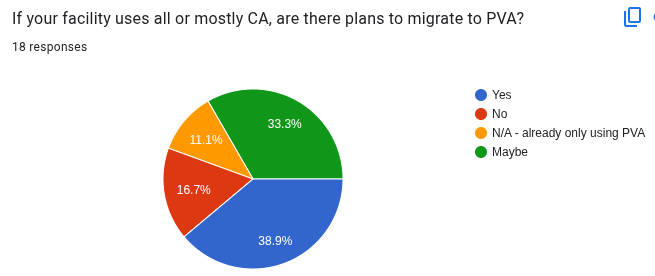 If your facility uses all or mostly CA, are there plans to migrate to PVA?
18 responses
33.3%
11.1%
16.7%
38.9%
Yes
No
N/A - already only using PVA
Maybe